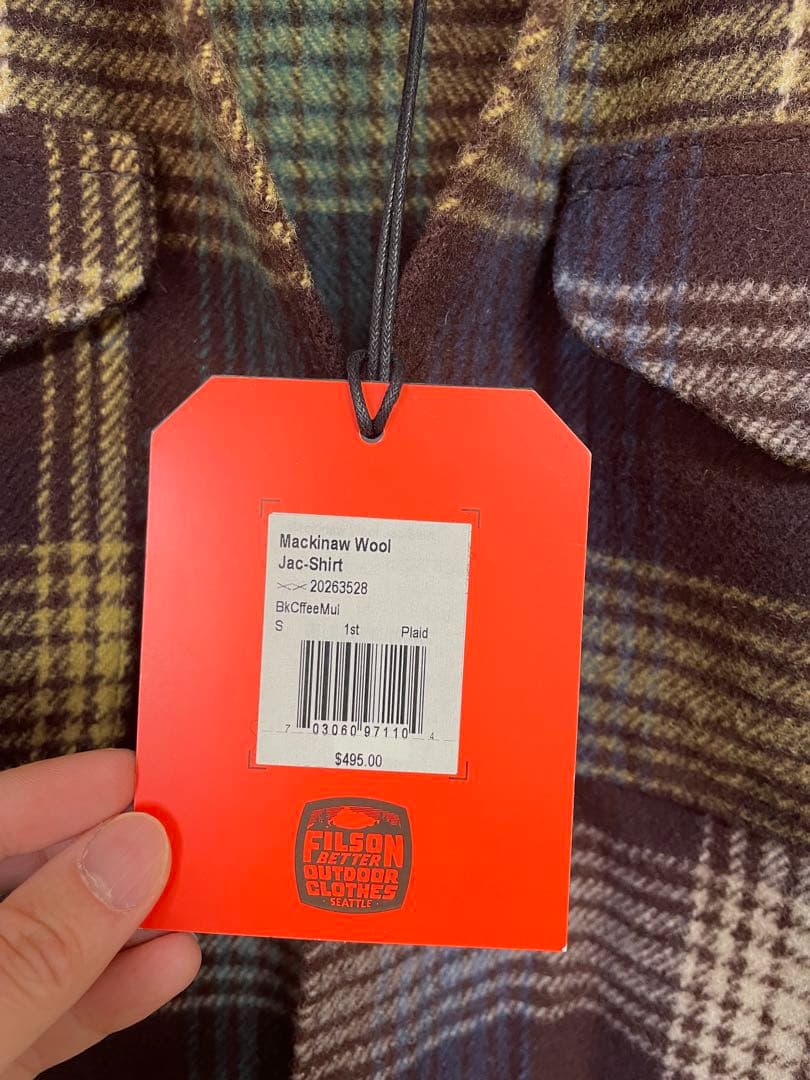 Mackinaw Wool
Jac-Shirt
20263528
BkCffeeMul
S 1st Plaid
7 03060 97110 4
$495.00
FILSON
BETTER
OUTDOOR
CLOTHES
· SEATTLE ·